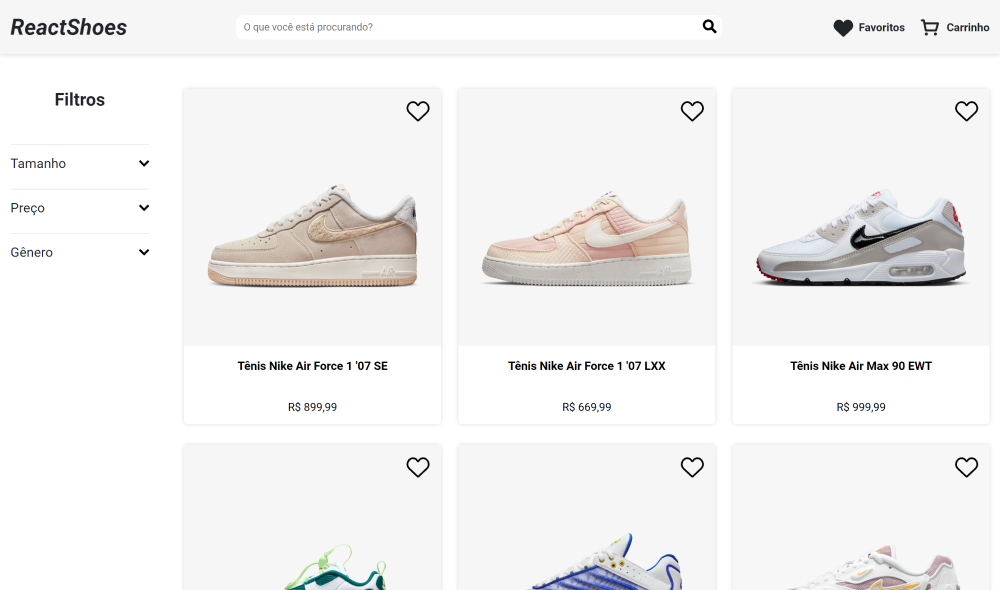 ReactShoes
O que você está procurando?
Favoritos
Carrinho
Filtros
Tamanho
Preço
Gênero
Tênis Nike Air Force 1 '07 SE
R$ 899,99
Tênis Nike Air Force 1 '07 LXX
R$ 669,99
Tênis Nike Air Max 90 EWT
R$ 999,99